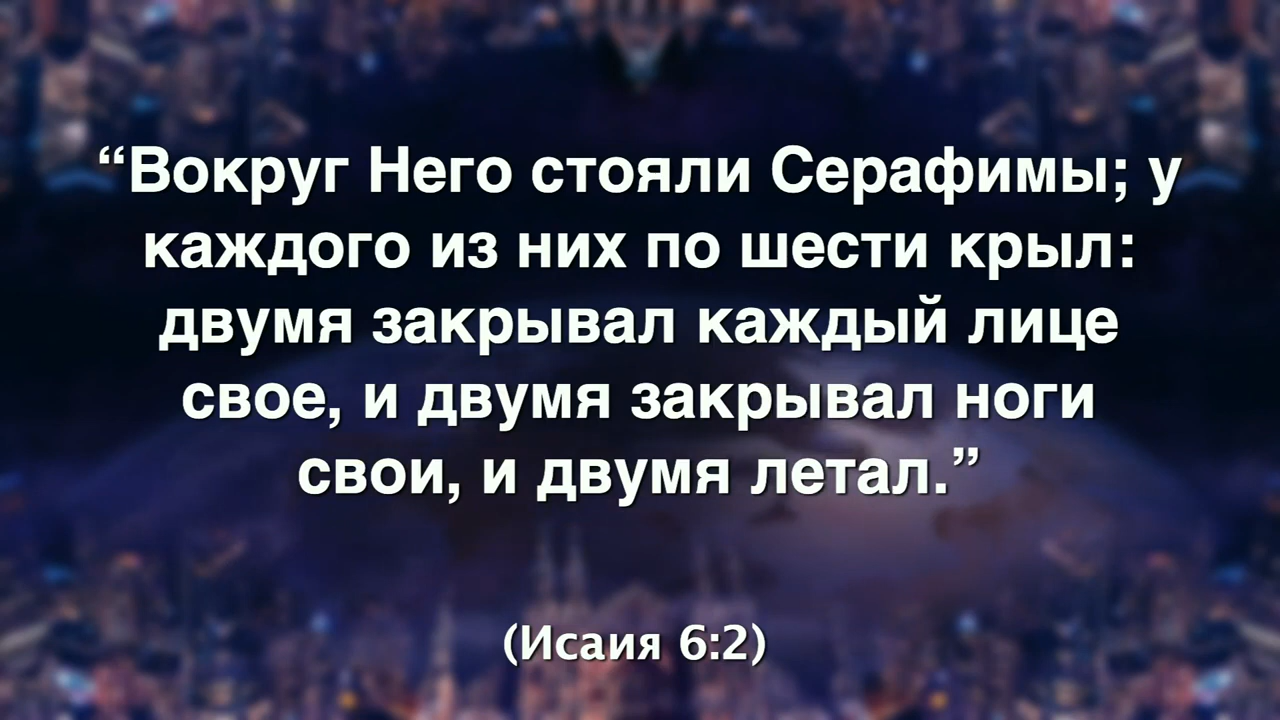 “Вокруг Него стояли Серафимы; у
каждого из них по шести крыл:
двумя закрывал каждый лице
свое, и двумя закрывал ноги
свои, и двумя летал.”
(Исаия 6:2)